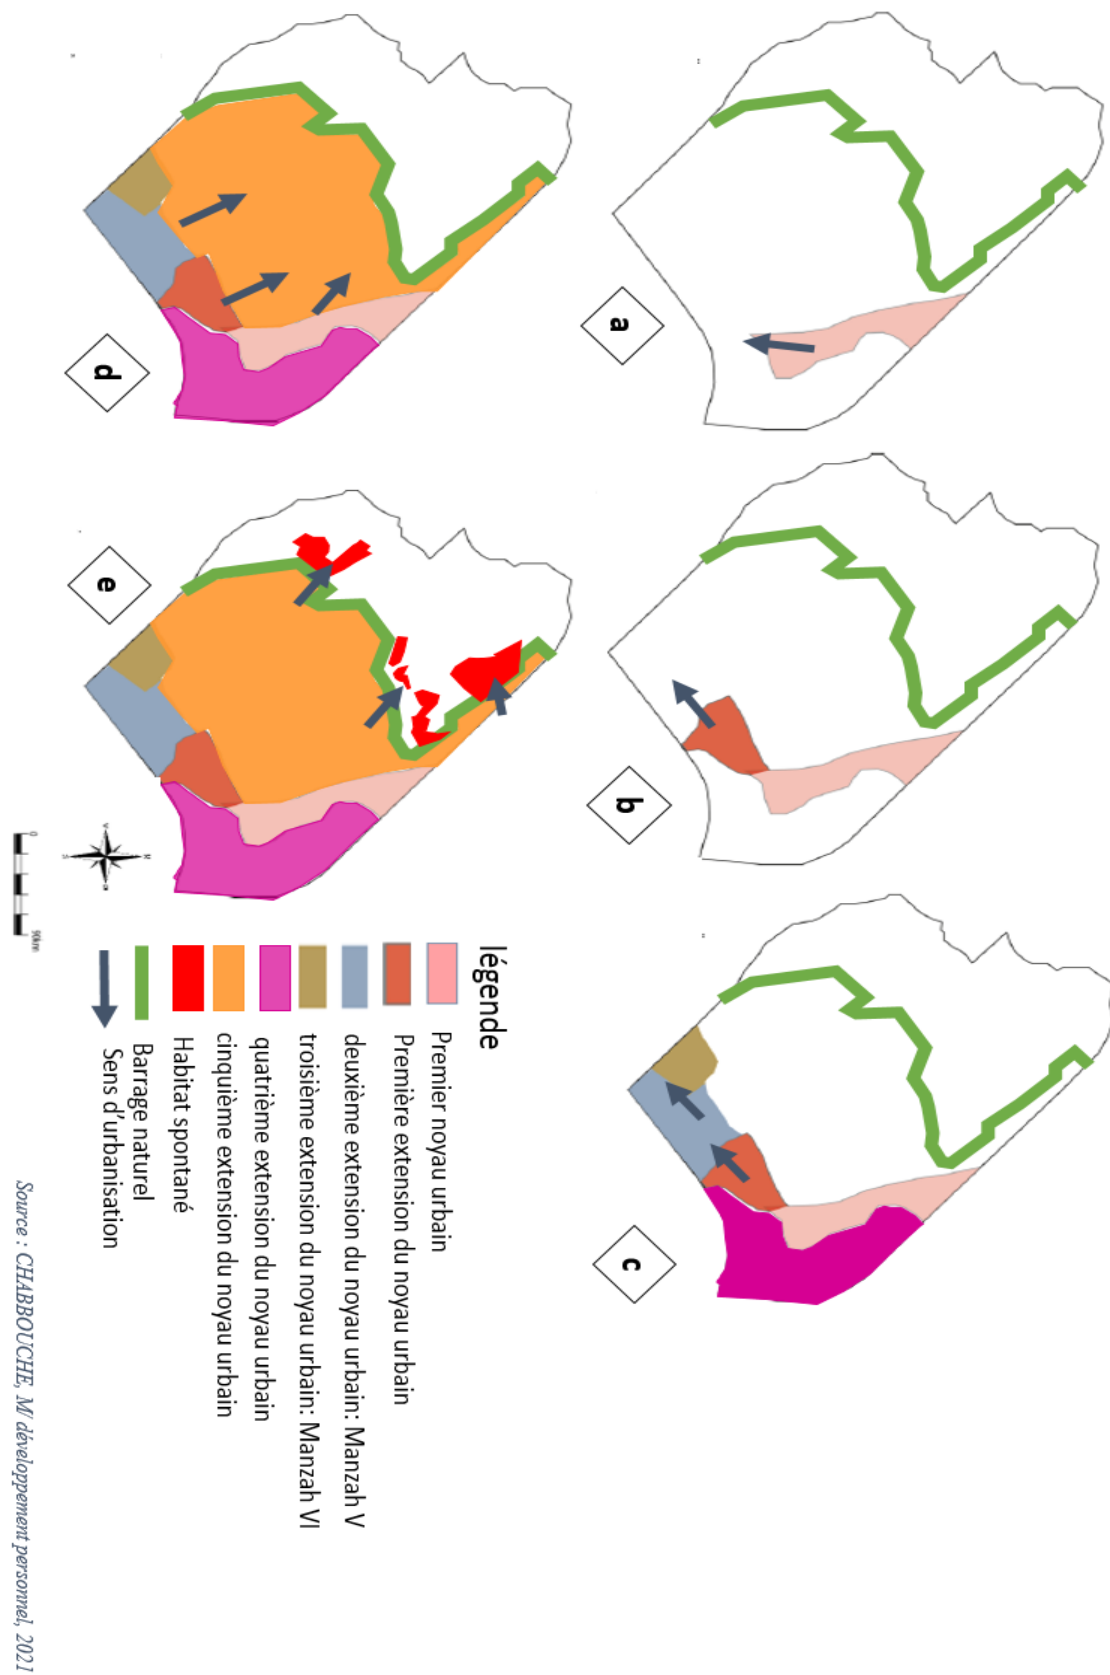 a
b
c
d
e
légende
Premier noyau urbain
Première extension du noyau urbain
deuxième extension du noyau urbain: Manzah V
troisième extension du noyau urbain: Manzah VI
quatrième extension du noyau urbain
cinquième extension du noyau urbain
Habitat spontané
Barrage naturel
Sens d'urbanisation
0
90km
Source : CHABBOUCHE, M/ développement personnel, 2021